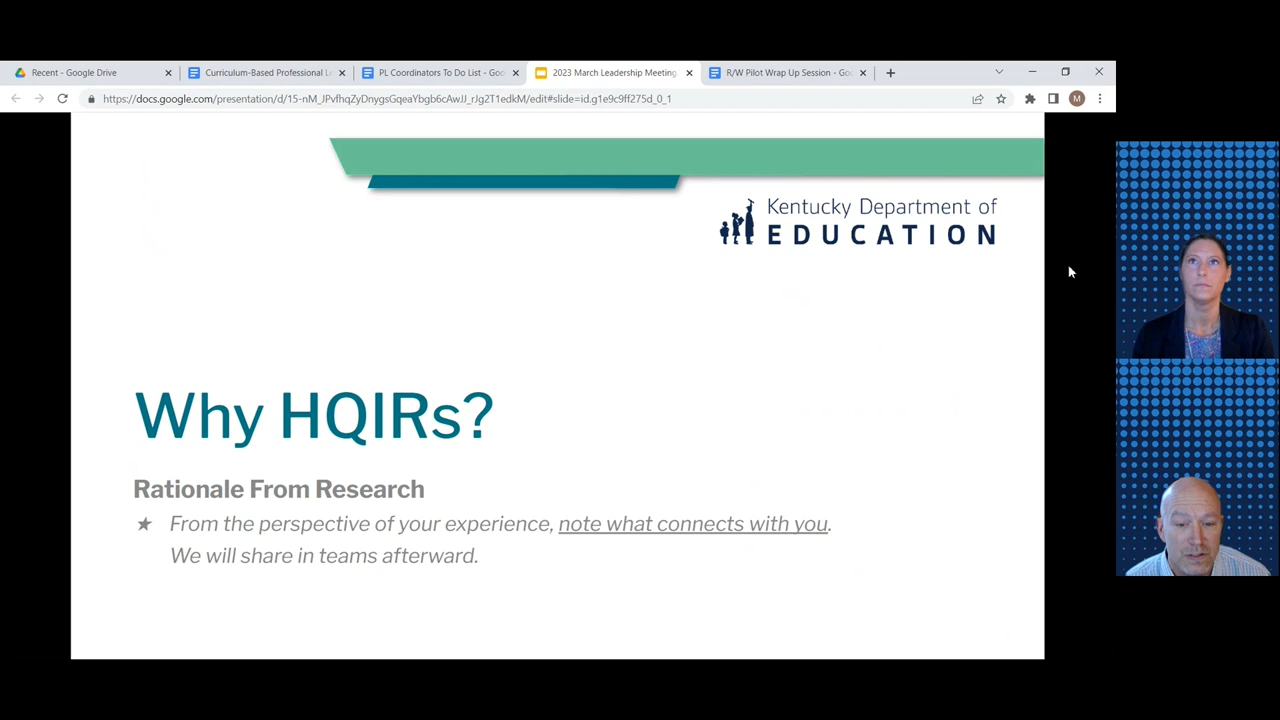 Recent - Google Drive
Curriculum-Based Professional Le
PL Coordinators To Do List - Goo
2023 March Leadership Meeting
R/W Pilot Wrap Up Session - Goo
https://docs.google.com/presentation/d/15-nM_JPvfhqZyDnygsGqeaYbgb6cAwJJ_rJg2T1edkM/edit#slide=id.g1e9c9ff275d_0_1
M
Kentucky Department of
EDUCATION
Why HQIRs?
Rationale From Research
★ From the perspective of your experience, note what connects with you.
We will share in teams afterward.